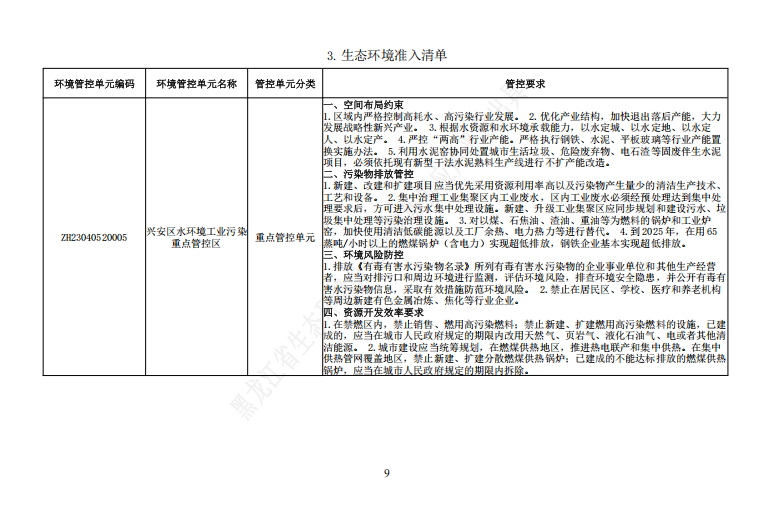 3.生态环境准入清单
环境管控单元编码 环境管控单元名称 管控单元分类 管控要求
ZH23040520005
兴安区水环境工业污染
重点管控区
重点管控单元
一、空间布局约束
1.区域内严格控制高耗水、高污染行业发展。 2.优化产业结构，加快退出落后产能，大力
发展战略性新兴产业。 3.根据水资源和水环境承载能力，以水定城、以水定地、以水定
人、以水定产。 4.严控“两高”行业产能。严格执行钢铁、水泥、平板玻璃等行业产能置
换实施办法。 5.利用水泥窑协同处置城市生活垃圾、危险废弃物、电石渣等固废伴生水泥
项目，必须依托现有新型干法水泥熟料生产线进行不扩产能改造。
二、污染物排放管控
1.新建、改建和扩建项目应当优先采用资源利用率高以及污染物产生量少的清洁生产技术、
工艺和设备。 2.集中治理工业集聚区内工业废水，区内工业废水必须经预处理达到集中处
理要求后，方可进入污水集中处理设施。新建、升级工业集聚区应同步规划和建设污水、垃
圾集中处理等污染治理设施。 3.对以煤、石焦油、渣油、重油等为燃料的锅炉和工业炉
窑，加快使用清洁低碳能源以及工厂余热、电力热力等进行替代。 4.到2025年，在用65
蒸吨/小时以上的燃煤锅炉（含电力）实现超低排放，钢铁企业基本实现超低排放。
三、环境风险防控
1.排放《有毒有害水污染物名录》所列有毒有害水污染物的企业事业单位和其他生产经营
者，应当对排污口和周边环境进行监测，评估环境风险，排查环境安全隐患，并公开有毒有
害水污染物信息，采取有效措施防范环境风险。 2.禁止在居民区、学校、医疗和养老机构
等周边新建有色金属冶炼、焦化等行业企业。
四、资源开发效率要求
1.在禁燃区内，禁止销售、燃用高污染燃料；禁止新建、扩建燃用高污染燃料的设施，已建
成的，应当在城市人民政府规定的期限内改用天然气、页岩气、液化石油气、电或者其他清
洁能源。 2.城市建设应当统筹规划，在燃煤供热地区，推进热电联产和集中供热。在集中
供热管网覆盖地区，禁止新建、扩建分散燃煤供热锅炉；已建成的不能达标排放的燃煤供热
锅炉，应当在城市人民政府规定的期限内拆除。
黑龙江省生态
9